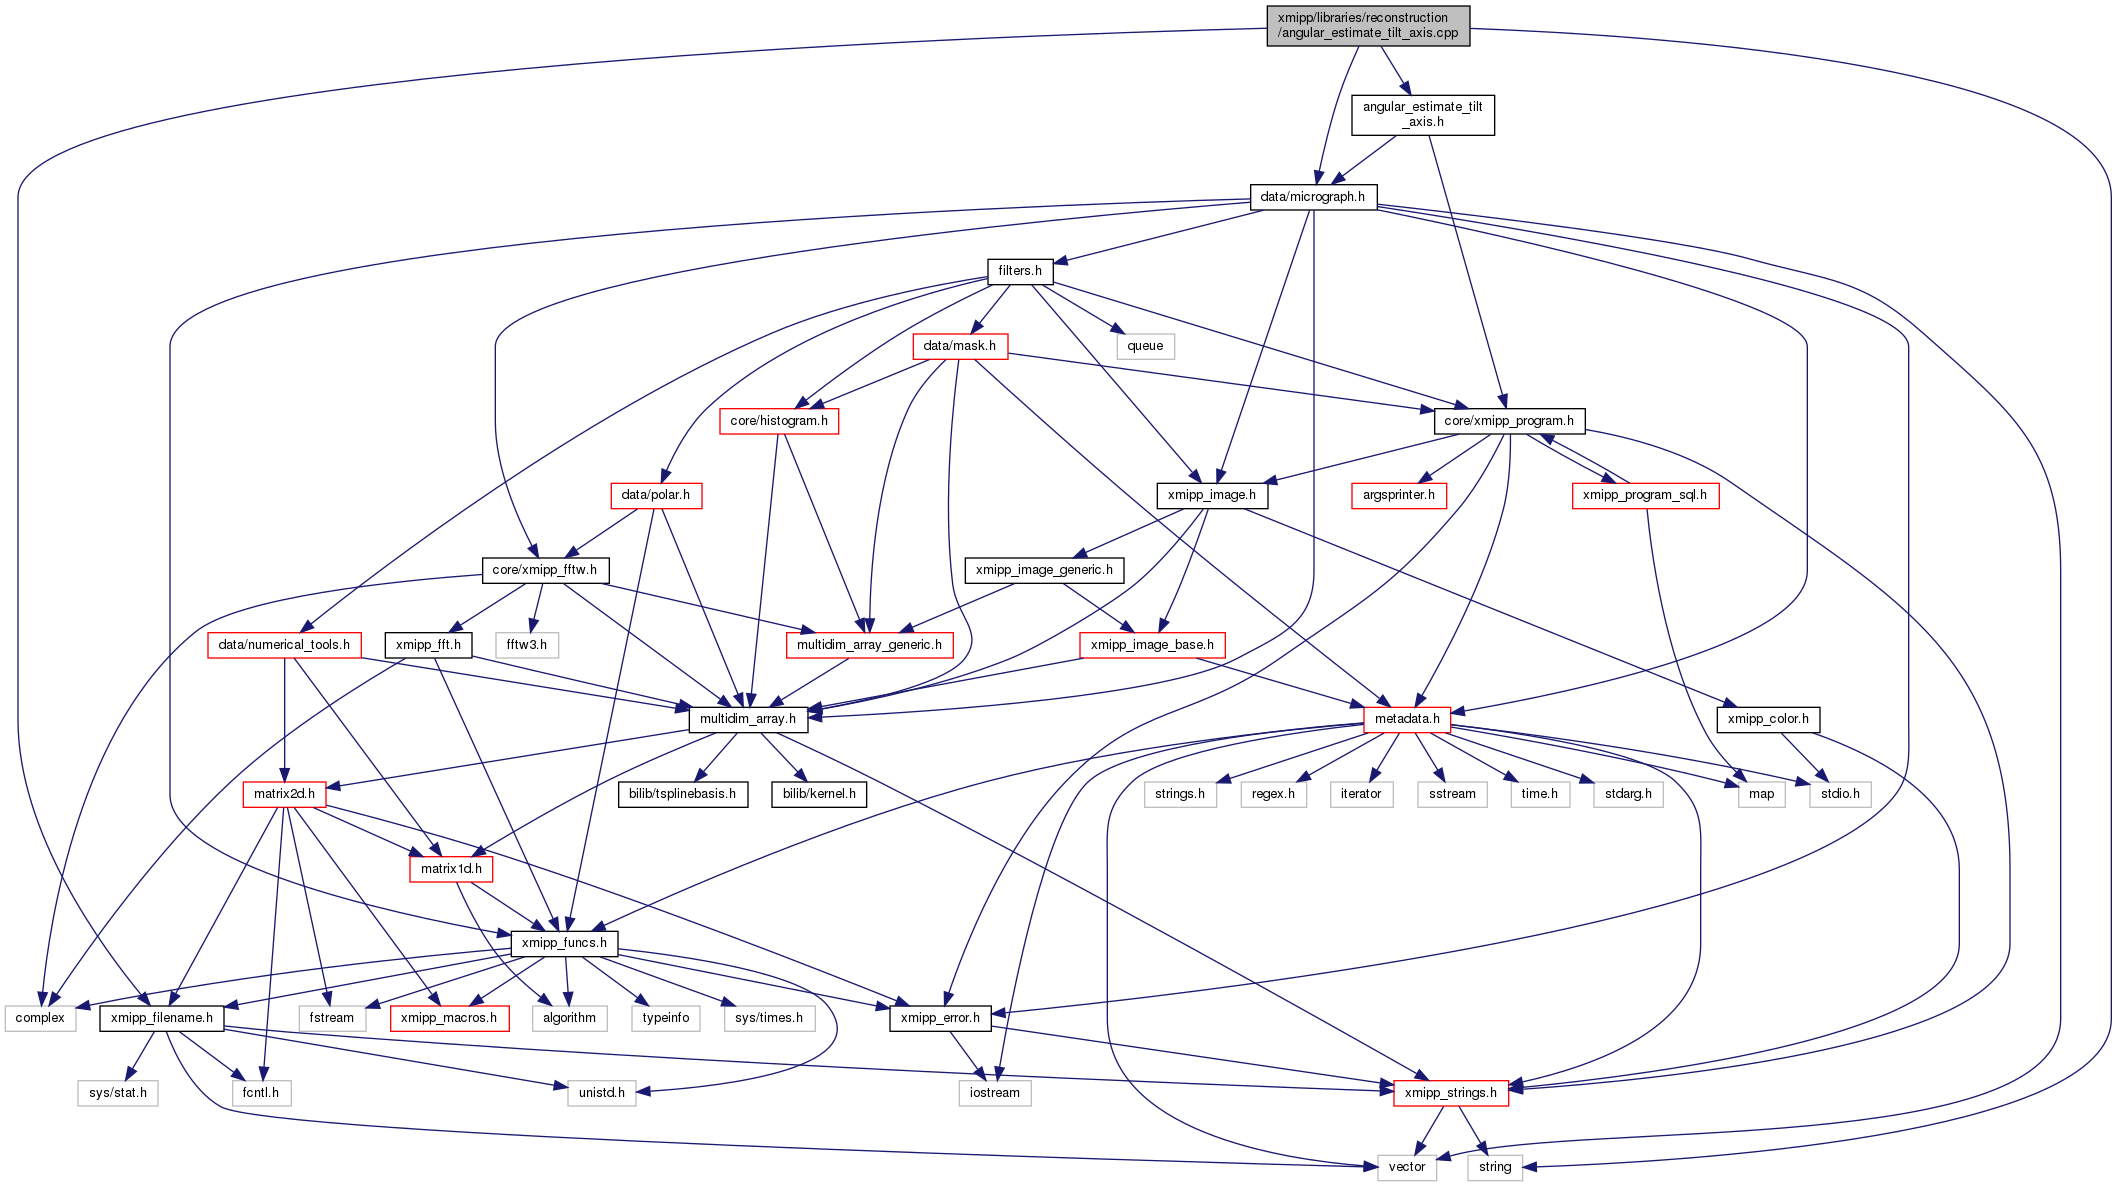 xmipp/libraries/reconstruction
/angular_estimate_tilt_axis.cpp
angular_estimate_tilt
_axis.h
data/micrograph.h
filters.h
data/mask.h
queue
core/histogram.h
core/xmipp_program.h
data/polar.h
xmipp_image.h
argsprinter.h
xmipp_program_sql.h
core/xmipp_fftw.h
xmipp_image_generic.h
data/numerical_tools.h
xmipp_fft.h
fftw3.h
multidim_array_generic.h
xmipp_image_base.h
multidim_array.h
metadata.h
xmipp_color.h
matrix2d.h
bilib/tsplinebasis.h
bilib/kernel.h
strings.h
regex.h
iterator
sstream
time.h
stdarg.h
map
stdio.h
matrix1d.h
xmipp_funcs.h
complex
xmipp_filename.h
fstream
xmipp_macros.h
algorithm
typeinfo
sys/times.h
xmipp_error.h
sys/stat.h
fcntl.h
unistd.h
iostream
xmipp_strings.h
vector
string